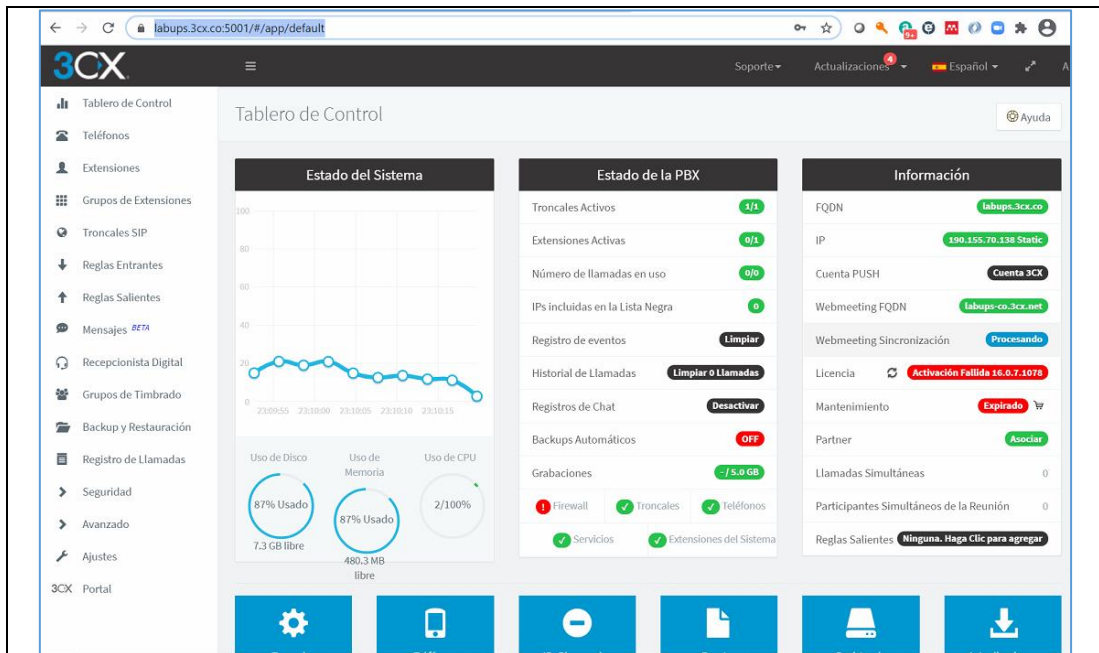 labups.3cx.co:5001/#/app/default
9+
3CX
Soporte
Actualizaciones 4
Español
A
Tablero de Control
Teléfonos
Extensiones
Grupos de Extensiones
Troncales SIP
Reglas Entrantes
Reglas Salientes
Mensajes BETA
Recepcionista Digital
Grupos de Timbrado
Backup y Restauración
Registro de Llamadas
Seguridad
Avanzado
Ajustes
3CX Portal
Tablero de Control
Ayuda
Estado del Sistema
100
80
60
40
20
0
23:09:55 23:10:00 23:10:05 23:10:10 23:10:15
Uso de Disco
87% Usado
7.3 GB libre
Uso de
Memoria
87% Usado
480.3 MB
libre
Uso de CPU
2/100%
Estado de la PBX
Troncales Activos 1/1
Extensiones Activas 0/1
Número de llamadas en uso 0/0
IPs incluidas en la Lista Negra 0
Registro de eventos Limpiar
Historial de Llamadas Limpiar 0 Llamadas
Registros de Chat Desactivar
Backups Automáticos OFF
Grabaciones - / 5.0 GB
Firewall Troncales Teléfonos
Servicios Extensiones del Sistema
Información
FQDN labups.3cx.co
IP 190.155.70.138 Static
Cuenta PUSH Cuenta 3CX
Webmeeting FQDN labups-co.3cx.net
Webmeeting Sincronización Procesando
Licencia Activación Fallida 16.0.7.1078
Mantenimiento Expirado
Partner Asociar
Llamadas Simultáneas 0
Participantes Simultáneos de la Reunión 0
Reglas Salientes Ninguna. Haga Clic para agregar